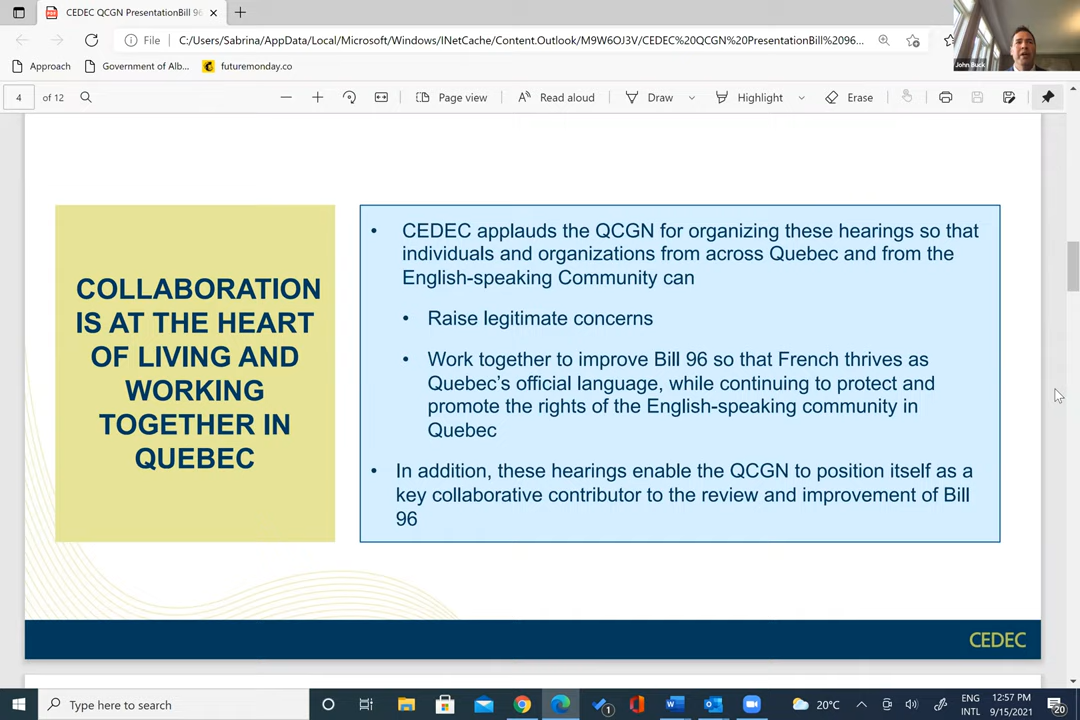 CEDEC QCGN PresentationBill 96
File
C:/Users/Sabrina/AppData/Local/Microsoft/Windows/INetCache/Content.Outlook/M9W6OJ3V/CEDEC%20QCGN%20PresentationBill%2096...
John Buck
Approach
Government of Alb...
futuremonday.co
4 of 12
Page view
Read aloud
Draw
Highlight
Erase
COLLABORATION
IS AT THE HEART
OF LIVING AND
WORKING
TOGETHER IN
QUEBEC
• CEDEC applauds the QCGN for organizing these hearings so that
individuals and organizations from across Quebec and from the
English-speaking Community can
• Raise legitimate concerns
• Work together to improve Bill 96 so that French thrives as
Quebec's official language, while continuing to protect and
promote the rights of the English-speaking community in
Quebec
• In addition, these hearings enable the QCGN to position itself as a
key collaborative contributor to the review and improvement of Bill
96
CEDEC
Type here to search
1
20°C
ENG
INTL
12:57 PM
9/15/2021
20